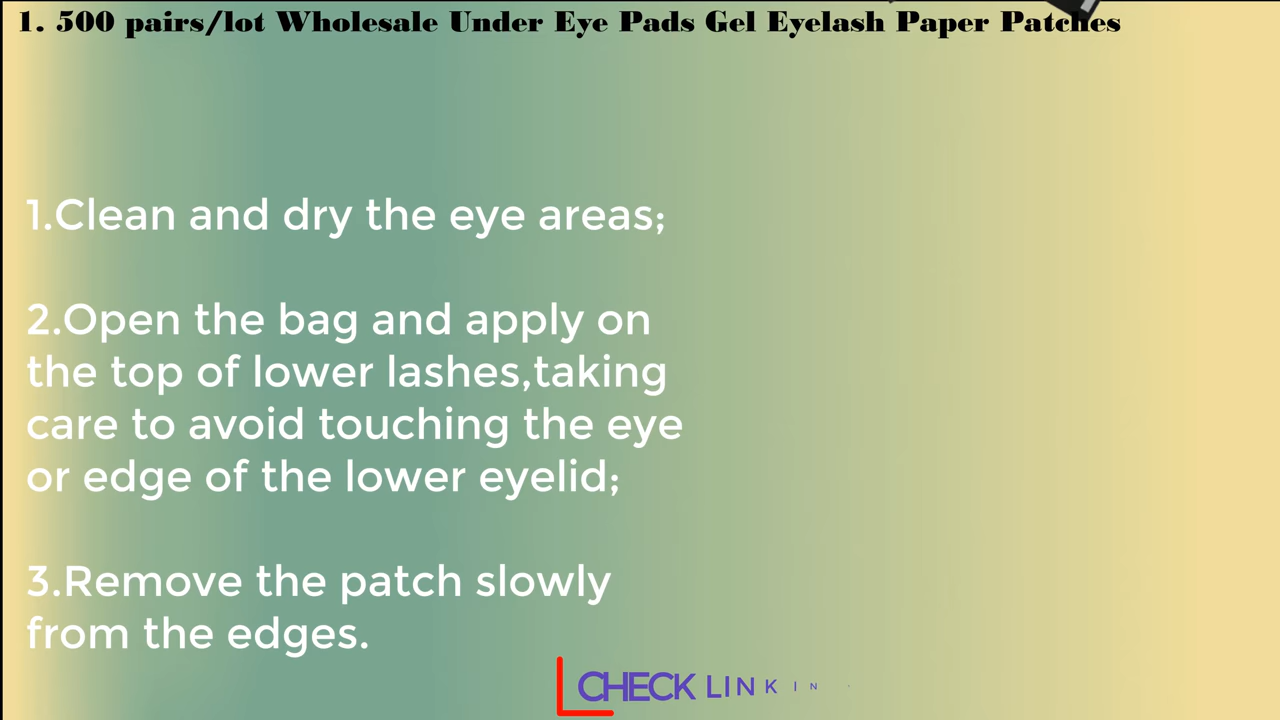 1. 500 pairs/lot Wholesale Under Eye Pads Gel Eyelash Paper Patches
1.Clean and dry the eye areas;
2.Open the bag and apply on
the top of lower lashes,taking
care to avoid touching the eye
or edge of the lower eyelid;
3.Remove the patch slowly
from the edges.
CHECK LINK IN